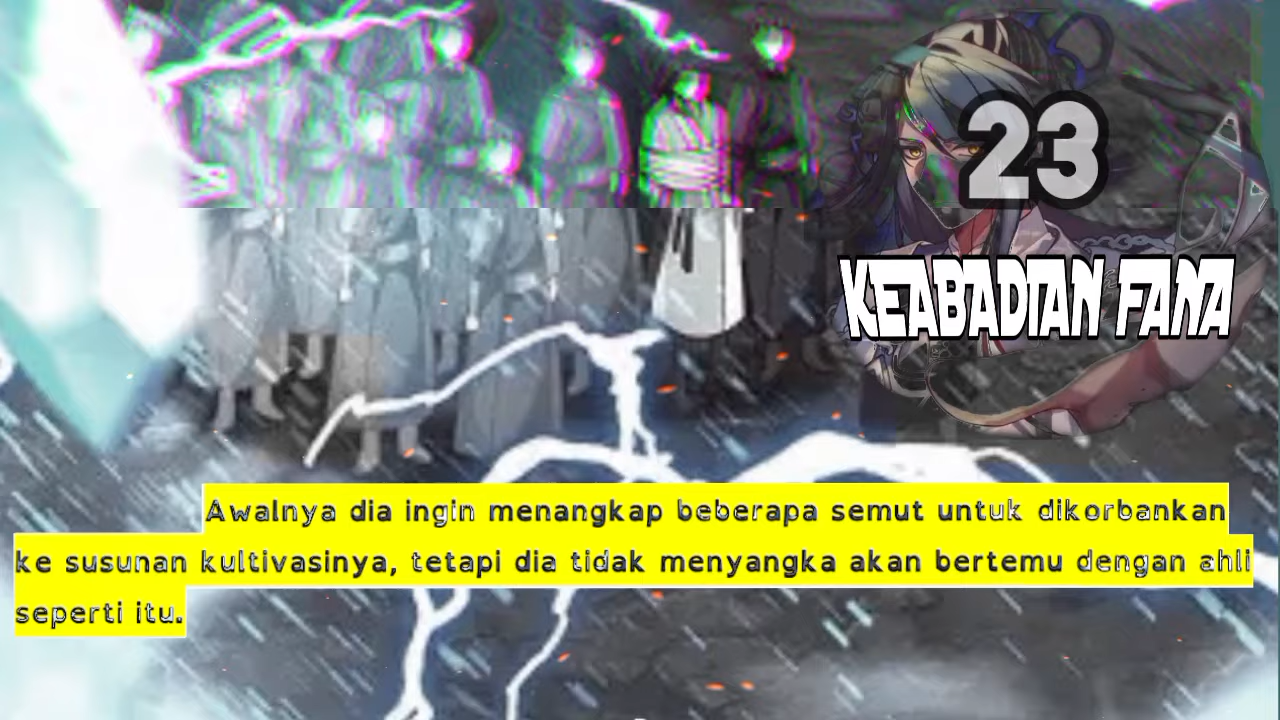 23
KEABADIAN FANA
Awalnya dia ingin menangkap beberapa semut untuk dikorbankan
ke susunan kultivasinya, tetapi dia tidak menyangka akan bertemu dengan ahli
seperti itu.